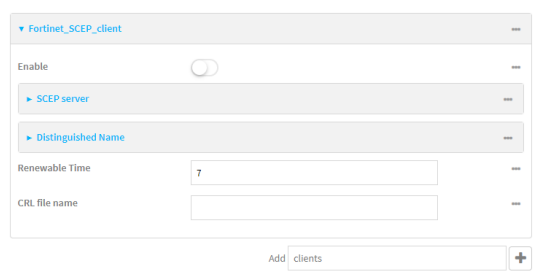 Fortinet_SCEP_client
Enable
SCEP server
Distinguished Name
Renewable Time 7
CRL file name
Add clients